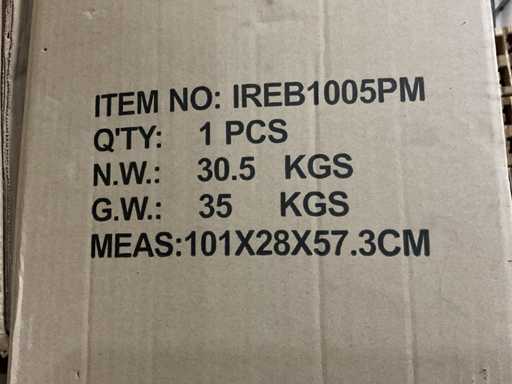 ITEM NO: IREB1005PM
Q'TY: 1 PCS
N.W.: 30.5 KGS
G.W.: 35 KGS
MEAS:101X28X57.3CM